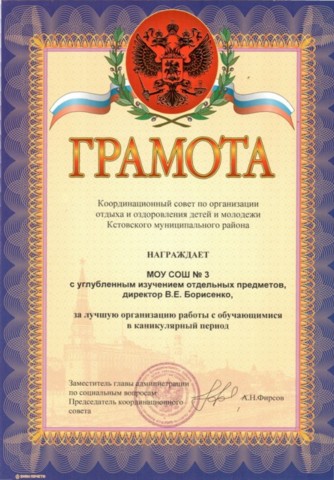 ГРАМОТА
Координационный совет по организации
отдыха и оздоровления детей и молодежи
Кстовского муниципального района
НАГРАЖДАЕТ
МОУ СОШ № 3
с углубленным изучением отдельных предметов,
директор В.Е. Борисенко,
за лучшую организацию работы с обучающимися
в каникулярный период
Заместитель главы администрации
по социальным вопросам
Председатель координационного
совета
А.Н.Фирсов